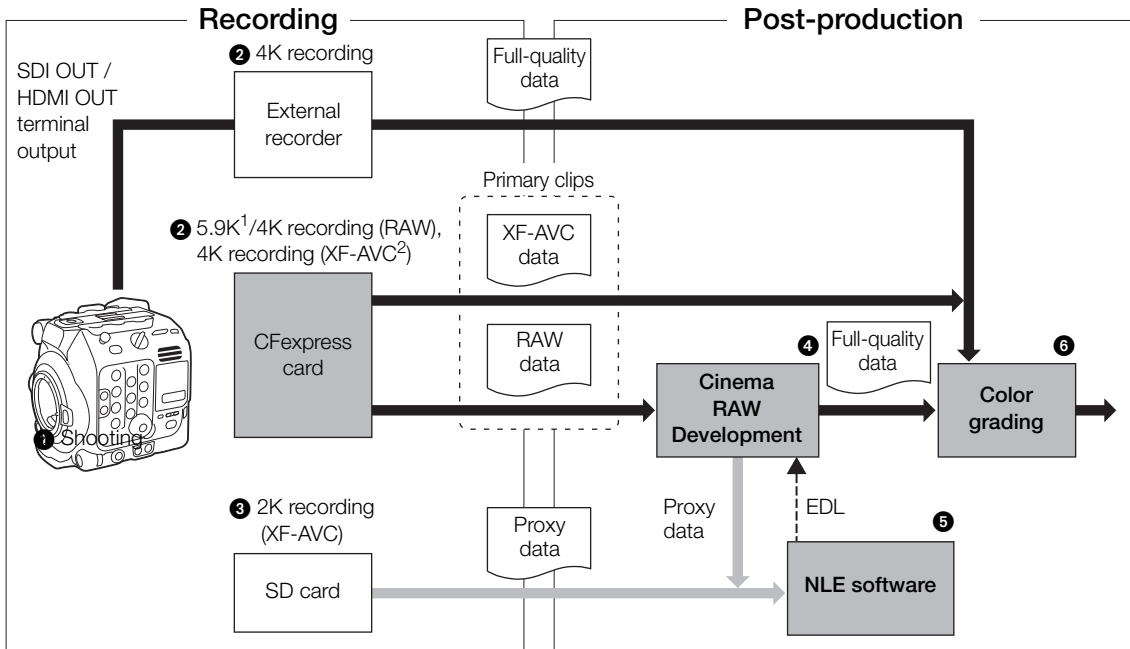 Recording
Post-production
❷ 4K recording
Full-quality
data
SDI OUT /
HDMI OUT
terminal
output
External
recorder
Primary clips
❷ 5.9K¹/4K recording (RAW),
4K recording (XF-AVC²)
XF-AVC
data
CFexpress
card
RAW
data
❹
Full-quality
data
❻
Cinema
RAW
Development
Color
grading
❶ Shooting
❸ 2K recording
(XF-AVC)
Proxy
data
Proxy
data
EDL
❺
SD card
NLE software